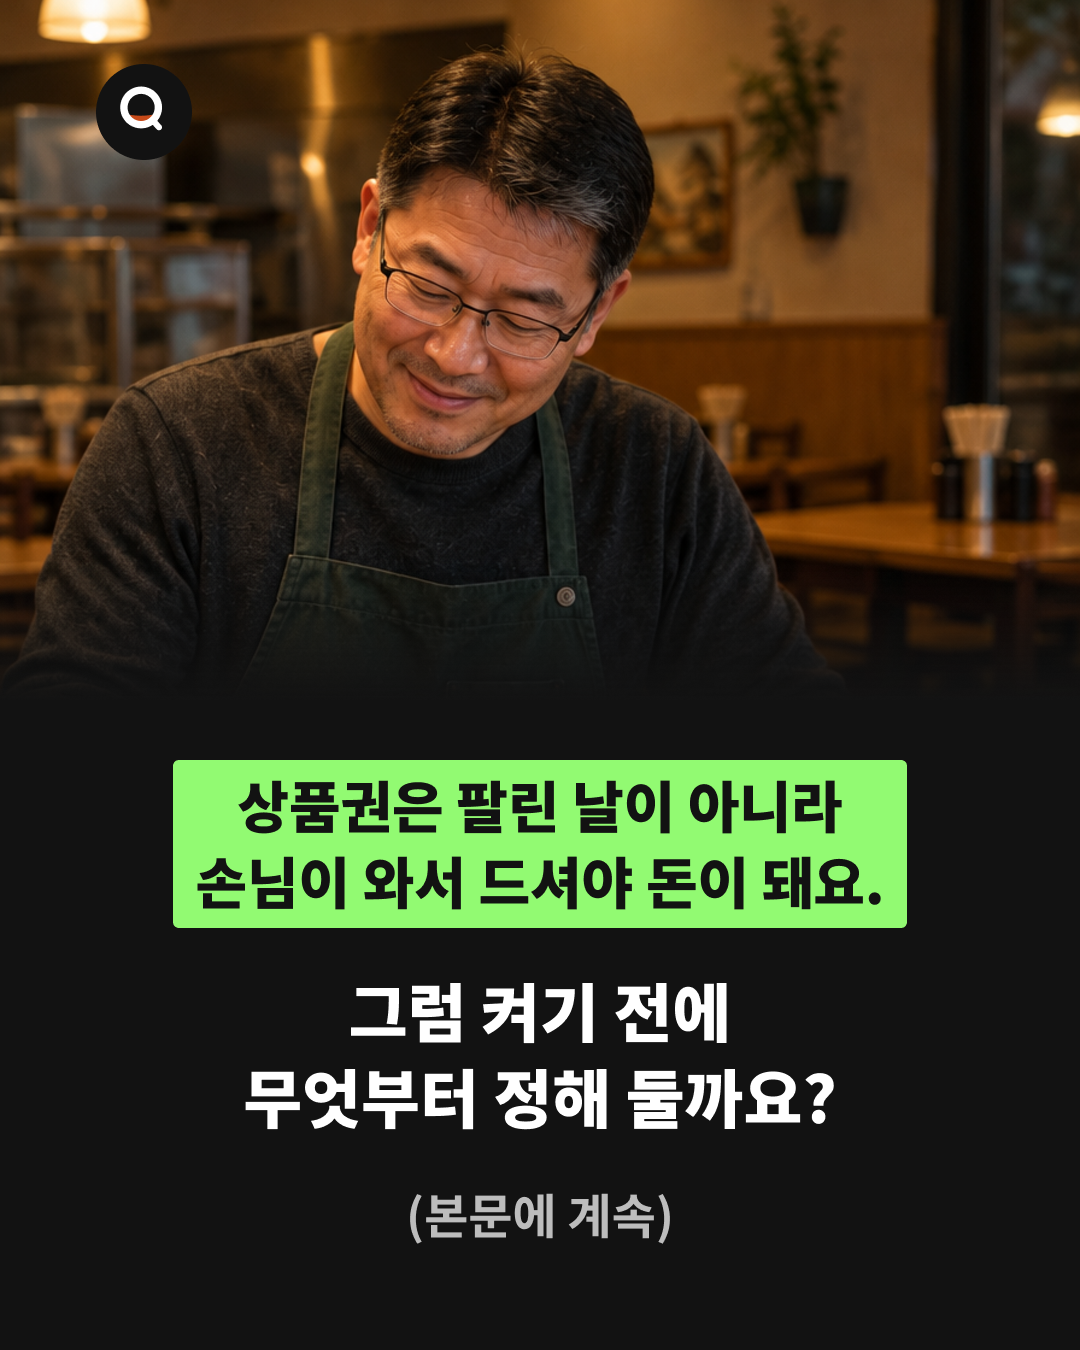 상품권은 팔린 날이 아니라
손님이 와서 드셔야 돈이 돼요.
그럼 켜기 전에
무엇부터 정해 둘까요?
(본문에 계속)